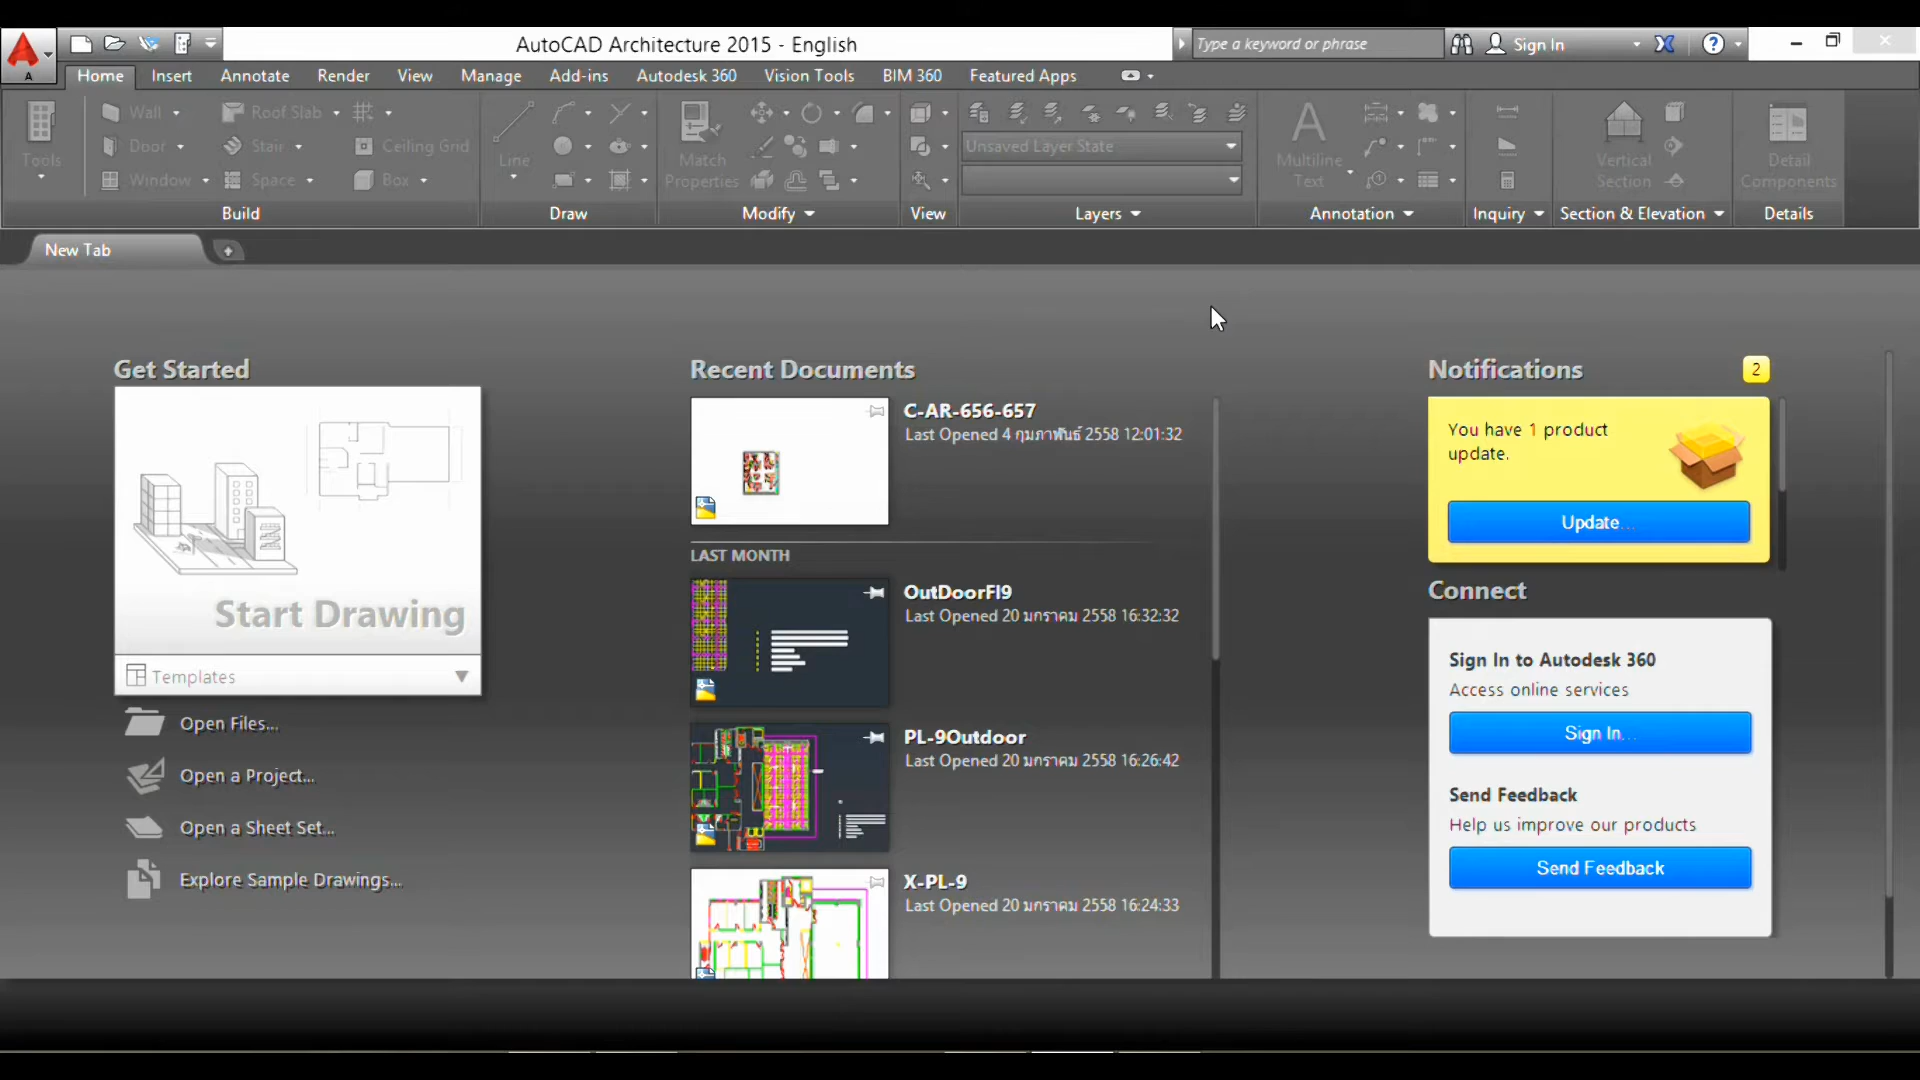 AutoCAD Architecture 2015 - English
Type a keyword or phrase
Sign In
A
Home
Insert
Annotate
Render
View
Manage
Add-ins
Autodesk 360
Vision Tools
BIM 360
Featured Apps
Tools
Wall
Door
Window
Roof Slab
Stair
Space
Ceiling Grid
Box
Line
Match
Properties
Unsaved Layer State
Multiline
Text
Vertical
Section
Detail
Components
Build
Draw
Modify
View
Layers
Annotation
Inquiry
Section & Elevation
Details
New Tab
Get Started
Start Drawing
Templates
Open Files...
Open a Project...
Open a Sheet Set...
Explore Sample Drawings...
Recent Documents
C-AR-656-657
Last Opened 4 กุมภาพันธ์ 2558 12:01:32
LAST MONTH
OutDoorFl9
Last Opened 20 มกราคม 2558 16:32:32
PL-9Outdoor
Last Opened 20 มกราคม 2558 16:26:42
X-PL-9
Last Opened 20 มกราคม 2558 16:24:33
Notifications
2
You have 1 product
update.
Update...
Connect
Sign In to Autodesk 360
Access online services
Sign In...
Send Feedback
Help us improve our products
Send Feedback